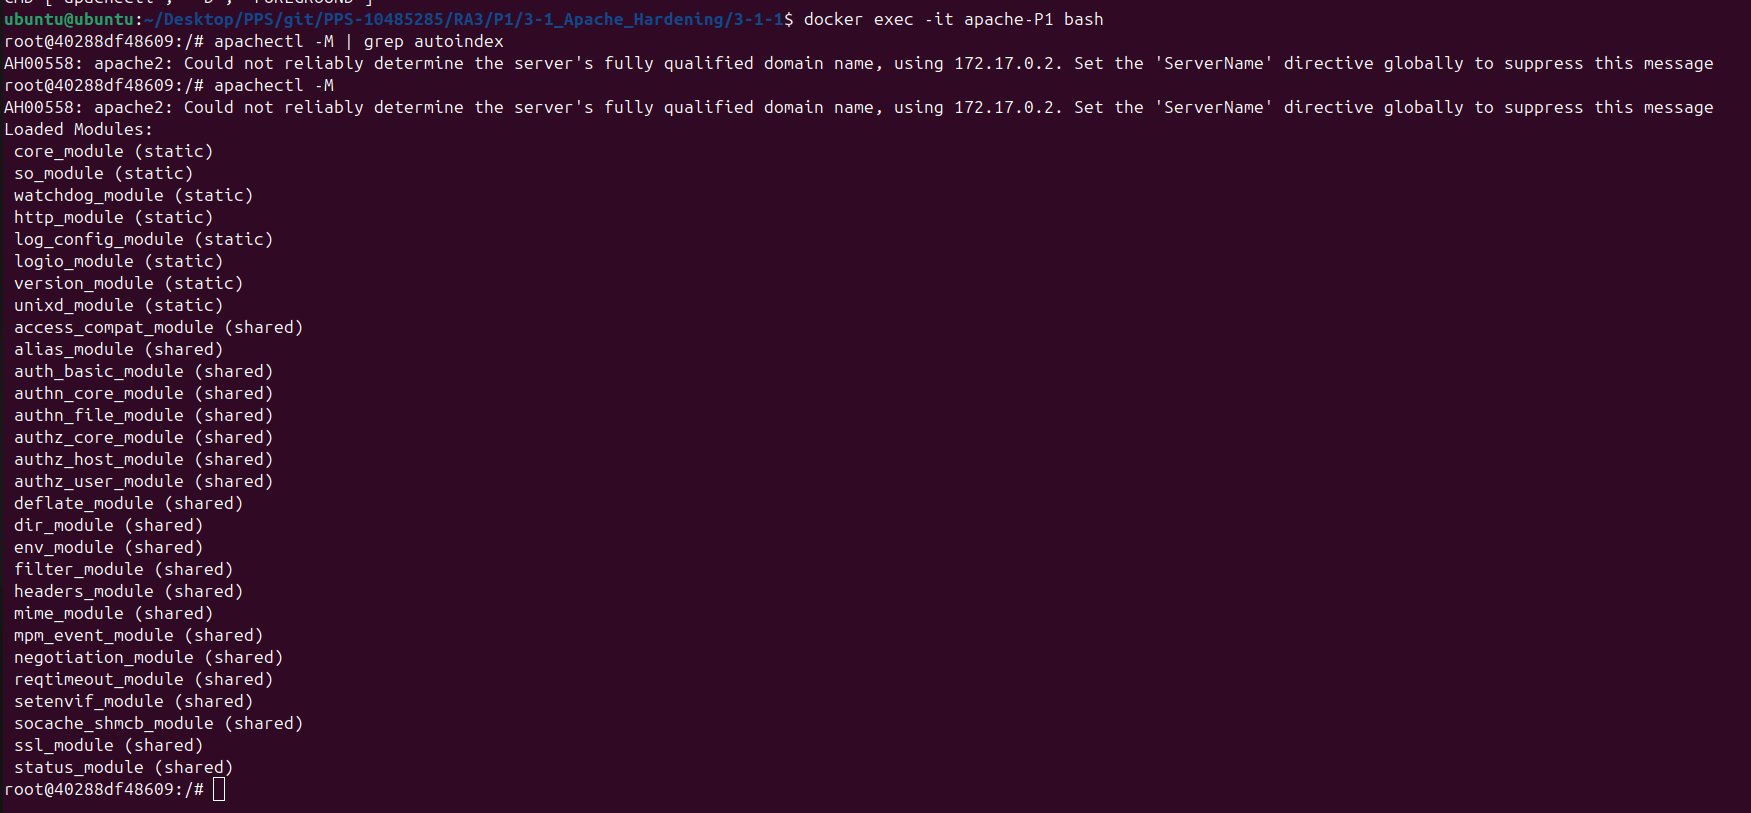 CMD ["apachectl", "-D", "FOREGROUND"]
ubuntu@ubuntu:~/Desktop/PPS/git/PPS-10485285/RA3/P1/3-1_Apache_Hardening/3-1-1$ docker exec -it apache-P1 bash
root@40288df48609:/# apachectl -M | grep autoindex
AH00558: apache2: Could not reliably determine the server's fully qualified domain name, using 172.17.0.2. Set the 'ServerName' directive globally to suppress this message
root@40288df48609:/# apachectl -M
AH00558: apache2: Could not reliably determine the server's fully qualified domain name, using 172.17.0.2. Set the 'ServerName' directive globally to suppress this message
Loaded Modules:
 core_module (static)
 so_module (static)
 watchdog_module (static)
 http_module (static)
 log_config_module (static)
 logio_module (static)
 version_module (static)
 unixd_module (static)
 access_compat_module (shared)
 alias_module (shared)
 auth_basic_module (shared)
 authn_core_module (shared)
 authn_file_module (shared)
 authz_core_module (shared)
 authz_host_module (shared)
 authz_user_module (shared)
 deflate_module (shared)
 dir_module (shared)
 env_module (shared)
 filter_module (shared)
 headers_module (shared)
 mime_module (shared)
 mpm_event_module (shared)
 negotiation_module (shared)
 reqtimeout_module (shared)
 setenvif_module (shared)
 socache_shmcb_module (shared)
 ssl_module (shared)
 status_module (shared)
root@40288df48609:/#